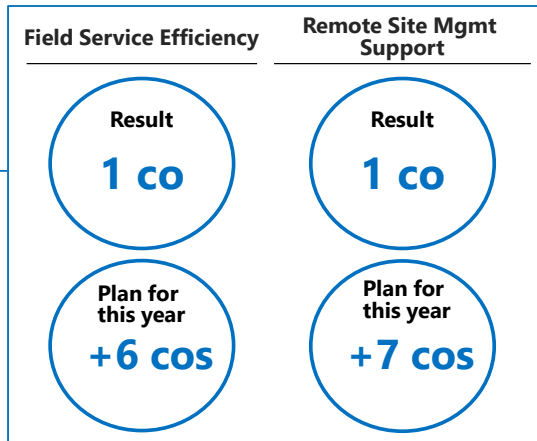 Field Service Efficiency
Remote Site Mgmt
Support
Result
1 co
Result
1 co
Plan for
this year
+6 cos
Plan for
this year
+7 cos